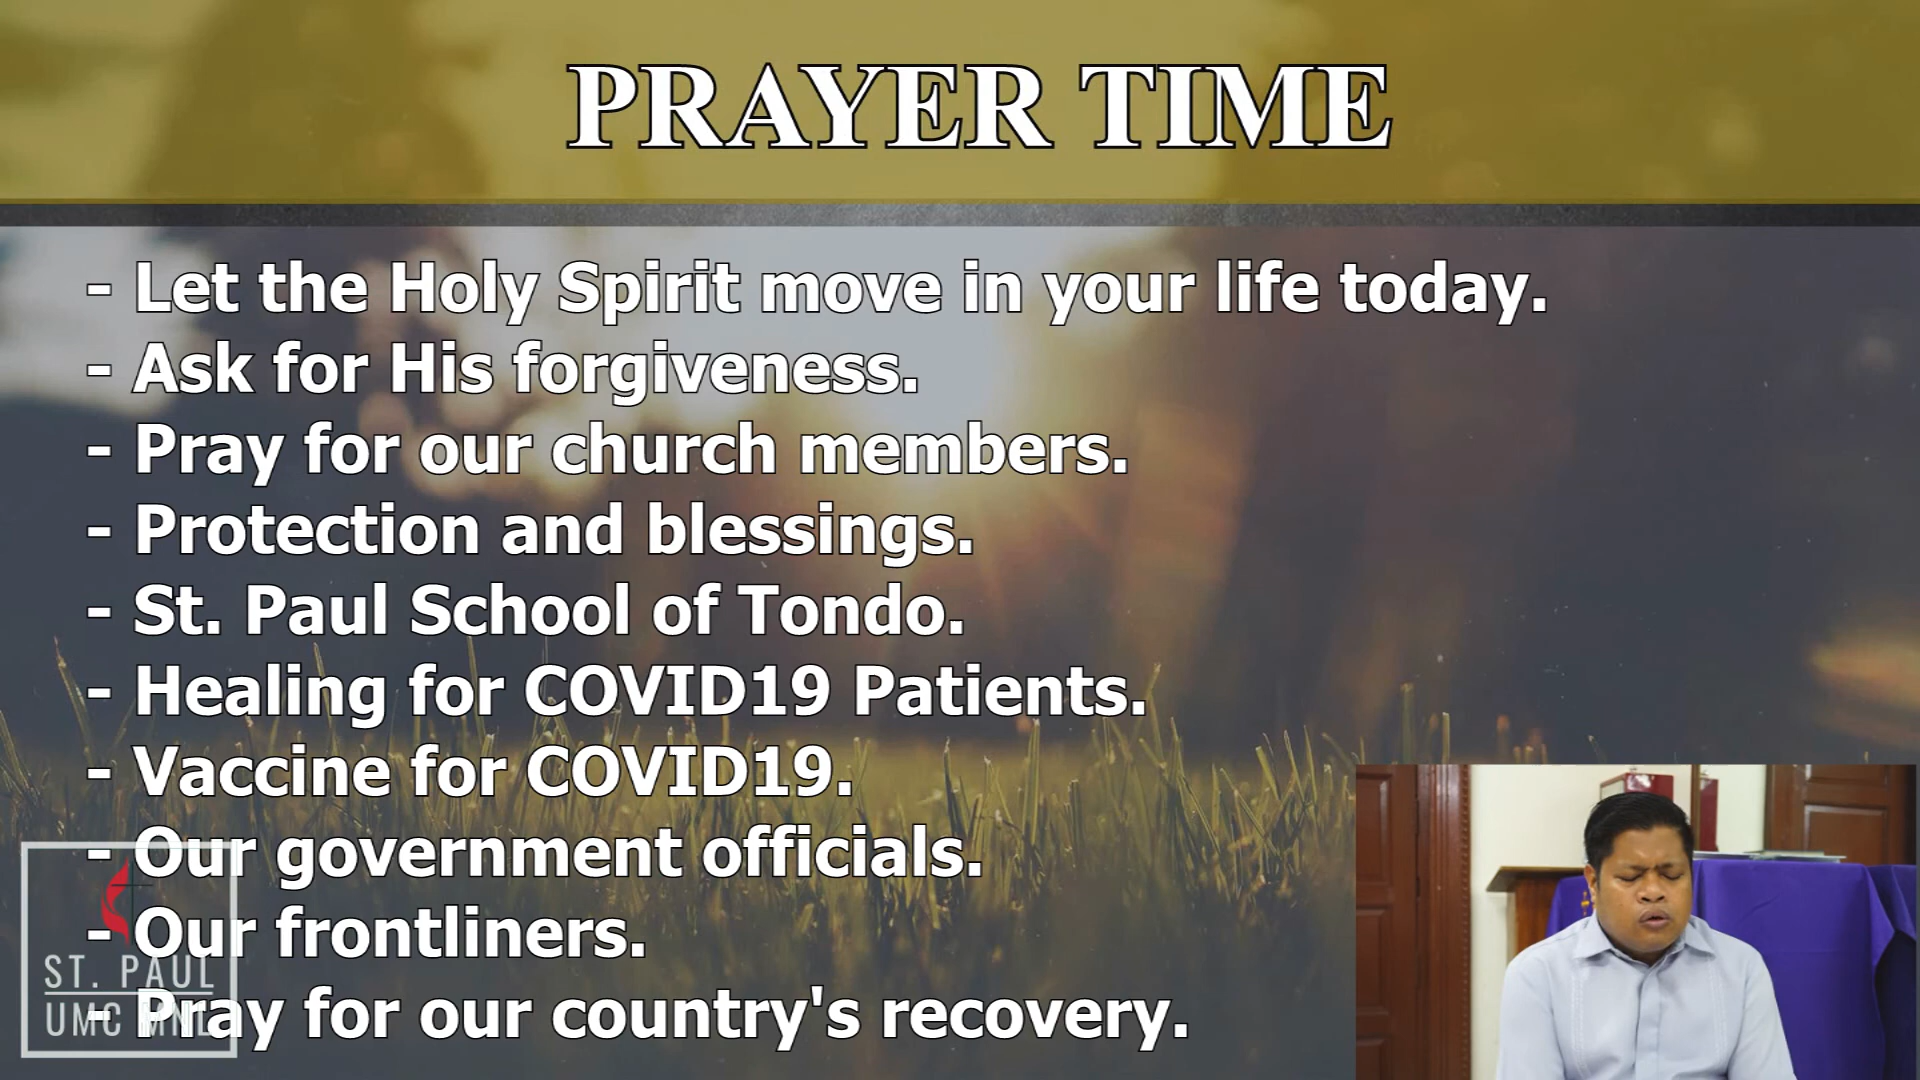 PRAYER TIME
- Let the Holy Spirit move in your life today.
- Ask for His forgiveness.
- Pray for our church members.
- Protection and blessings.
- St. Paul School of Tondo.
- Healing for COVID19 Patients.
- Vaccine for COVID19.
- Our government officials.
- Our frontliners.
- Pray for our country's recovery.
ST. PAUL
UMC MNL